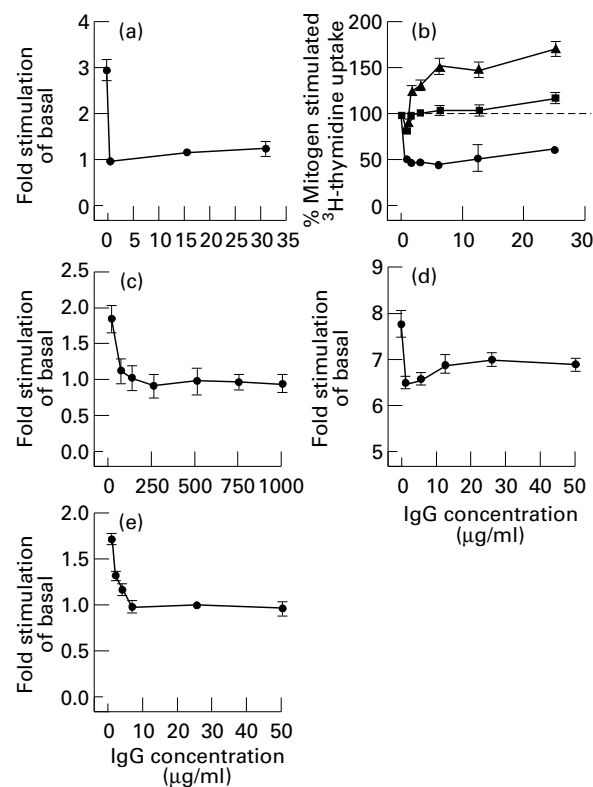 (a)
Fold stimulation
of basal
4
3
2
1
0
0 5 10 15 20 25 30 35
(b)
% Mitogen stimulated
³H-thymidine uptake
200
150
100
50
0
0 10 20 30
(c)
Fold stimulation
of basal
2.5
2.0
1.5
1.0
0.5
0.0
0 250 500 750 1000
(d)
Fold stimulation
of basal
9
8
7
6
5
0 10 20 30 40 50
IgG concentration
(µg/ml)
(e)
Fold stimulation
of basal
2.0
1.5
1.0
0.5
0.0
0 10 20 30 40 50
IgG concentration
(µg/ml)